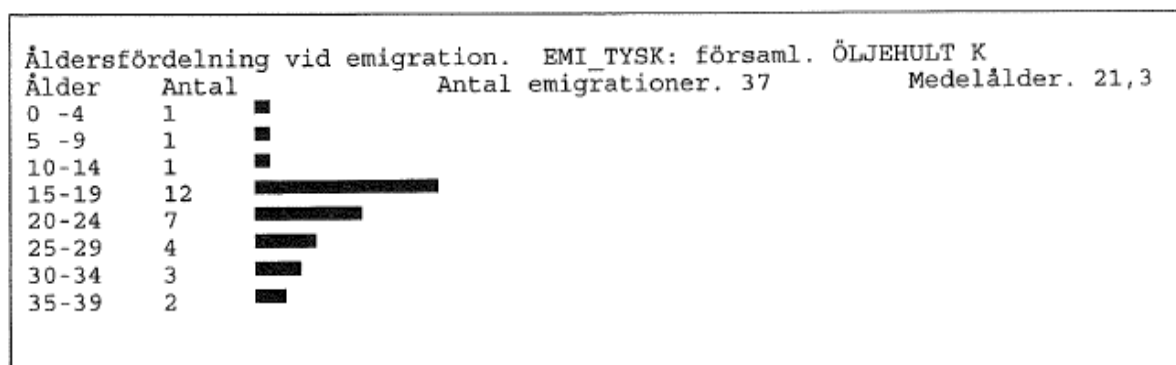 Åldersfördelning vid emigration. EMI_TYSK: församl. ÖLJEHULT K
Ålder Antal Antal emigrationer. 37 Medelålder. 21,3
0 -4 1
5 -9 1
10-14 1
15-19 12
20-24 7
25-29 4
30-34 3
35-39 2